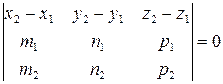 | x₂ − x₁  y₂ − y₁  z₂ − z₁ |
| m₁  n₁  p₁ | = 0
| m₂  n₂  p₂ |